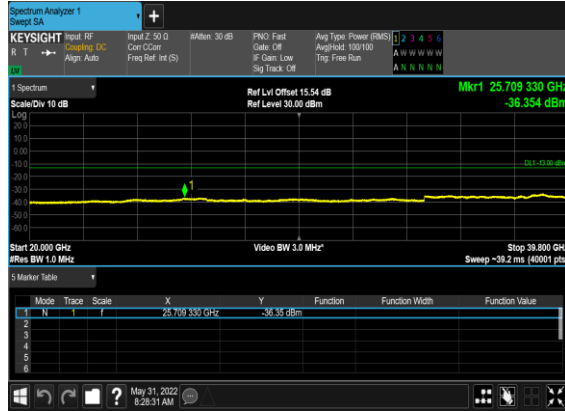 Spectrum Analyzer 1
Swept SA
+
KEYSIGHT Input: RF Input Z: 50 Ω #Atten: 30 dB PNO: Fast Avg Type: Power (RMS) 1 2 3 4 5 6
R T Coupling: DC Corr CCorr Gate: Off Avg|Hold: 100/100 A W W W W W
Align: Auto Freq Ref: Int (S) IF Gain: Low Trig: Free Run
LV Sig Track: Off A N N N N N
1 Spectrum
Ref Lvl Offset 15.54 dB Mkr1 25.709 330 GHz
Scale/Div 10 dB Ref Level 30.00 dBm -36.354 dBm
Log
20.0
10.0
0.00
-10.0
DL1 -13.00 dBm
-20.0
-30.0
1
-40.0
-50.0
-60.0
Start 20.000 GHz Video BW 3.0 MHz* Stop 39.800 GHz
#Res BW 1.0 MHz Sweep ~39.2 ms (40001 pts)
5 Marker Table
Mode Trace Scale X Y Function Function Width Function Value
1 N 1 f 25.709 330 GHz -36.35 dBm
2
3
4
5
6
? May 31, 2022
8:28:31 AM